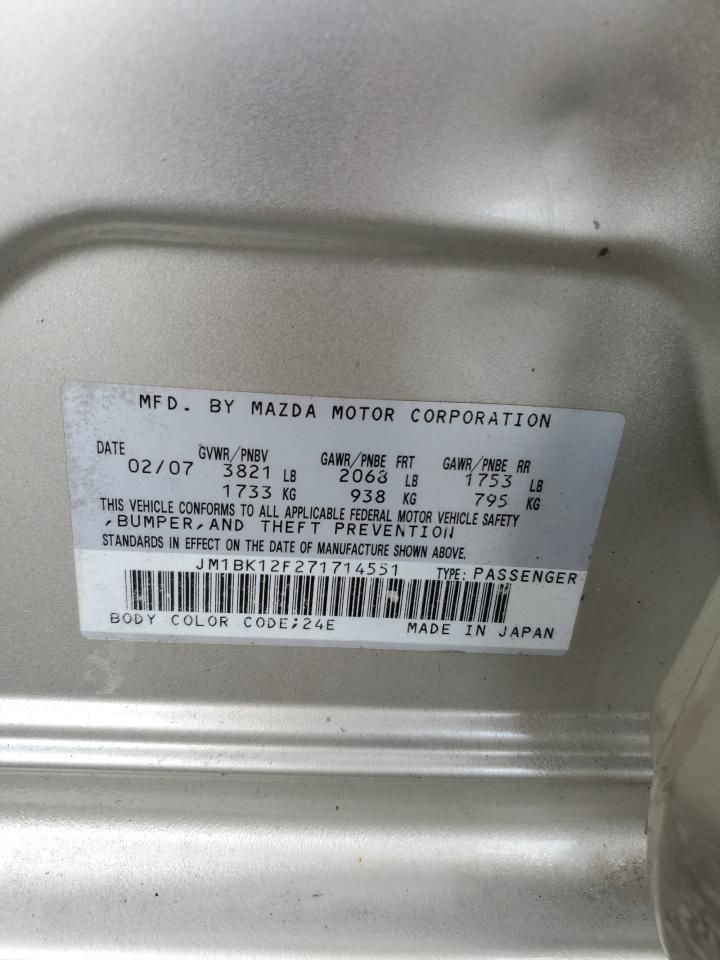 MFD. BY MAZDA MOTOR CORPORATION
DATE GVWR/PNBV GAWR/PNBE FRT GAWR/PNBE RR
02/07 3821 LB 2068 LB 1753 LB
1733 KG 938 KG 795 KG
THIS VEHICLE CONFORMS TO ALL APPLICABLE FEDERAL MOTOR VEHICLE SAFETY
,BUMPER,AND THEFT PREVENTION
STANDARDS IN EFFECT ON THE DATE OF MANUFACTURE SHOWN ABOVE.
JM1BK12F271714551 TYPE: PASSENGER
BODY COLOR CODE;24E MADE IN JAPAN